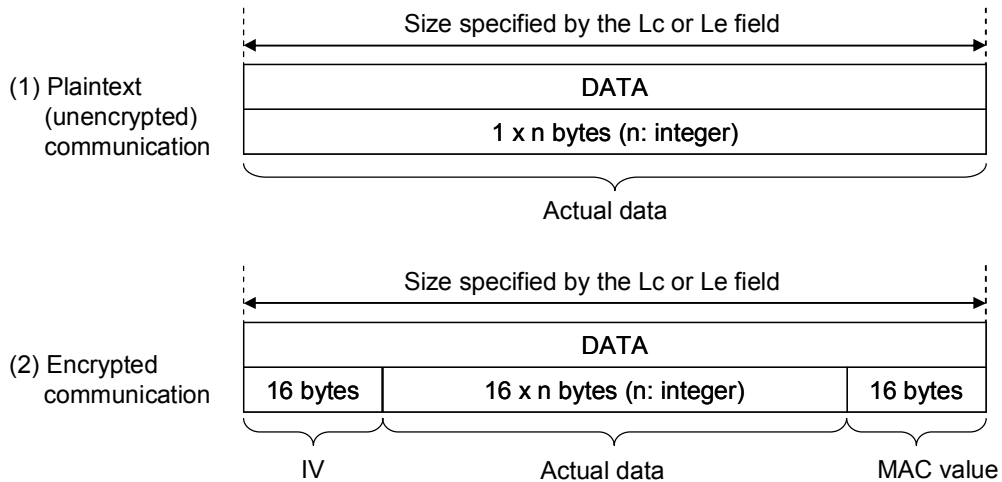 Size specified by the Lc or Le field
(1) Plaintext
(unencrypted)
communication
DATA
1 x n bytes (n: integer)
Actual data
Size specified by the Lc or Le field
(2) Encrypted
communication
DATA
16 bytes
16 x n bytes (n: integer)
16 bytes
IV
Actual data
MAC value